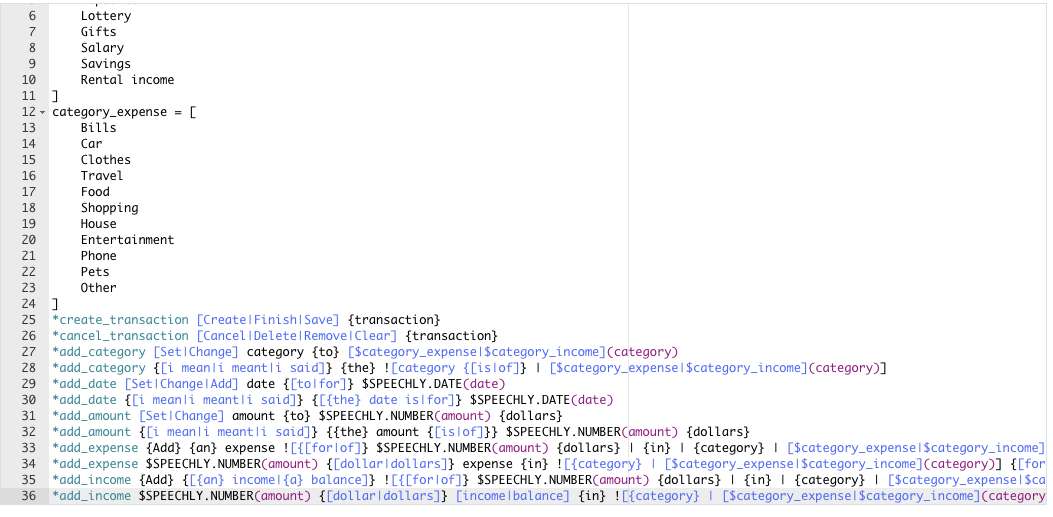 6 Lottery
7 Gifts
8 Salary
9 Savings
10 Rental income
11 ]
12 category_expense = [
13 Bills
14 Car
15 Clothes
16 Travel
17 Food
18 Shopping
19 House
20 Entertainment
21 Phone
22 Pets
23 Other
24 ]
25 *create_transaction [Create|Finish|Save] {transaction}
26 *cancel_transaction [Cancel|Delete|Remove|Clear] {transaction}
27 *add_category [Set|Change] category {to} [$category_expense|$category_income](category)
28 *add_category {[i mean|i meant|i said]} {the} ![category {[is|of]} | [$category_expense|$category_income](category)]
29 *add_date [Set|Change|Add] date {[to|for]} $SPEECHLY.DATE(date)
30 *add_date {[i mean|i meant|i said]} {[{the} date is|for]} $SPEECHLY.DATE(date)
31 *add_amount [Set|Change] amount {to} $SPEECHLY.NUMBER(amount) {dollars}
32 *add_amount {[i mean|i meant|i said]} {{the} amount {[is|of]}} $SPEECHLY.NUMBER(amount) {dollars}
33 *add_expense {Add} {an} expense ![{[for|of]} $SPEECHLY.NUMBER(amount) {dollars} | {in} | {category} | [$category_expense|$category_income]
34 *add_expense $SPEECHLY.NUMBER(amount) {[dollar|dollars]} expense {in} ![{category} | [$category_expense|$category_income](category)] {[for
35 *add_income {Add} {[{an} income|{a} balance]} ![{[for|of]} $SPEECHLY.NUMBER(amount) {dollars} | {in} | {category} | [$category_expense|$ca
36 *add_income $SPEECHLY.NUMBER(amount) {[dollar|dollars]} [income|balance] {in} ![{category} | [$category_expense|$category_income](category